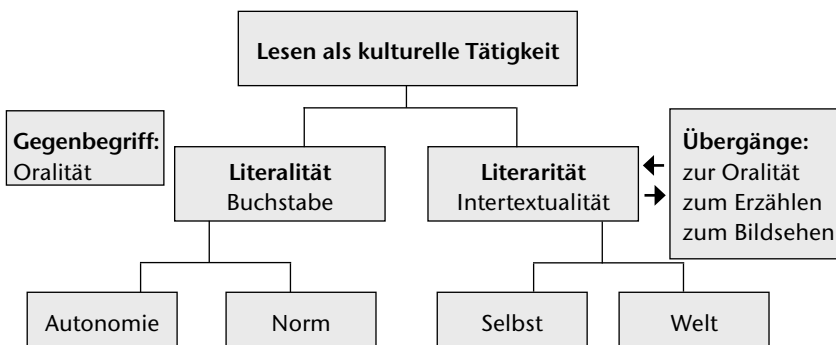 Lesen als kulturelle Tätigkeit
Gegenbegriff:
Oralität
Literalität
Buchstabe
Literarität
Intertextualität
Übergänge:
zur Oralität
zum Erzählen
zum Bildsehen
Autonomie
Norm
Selbst
Welt